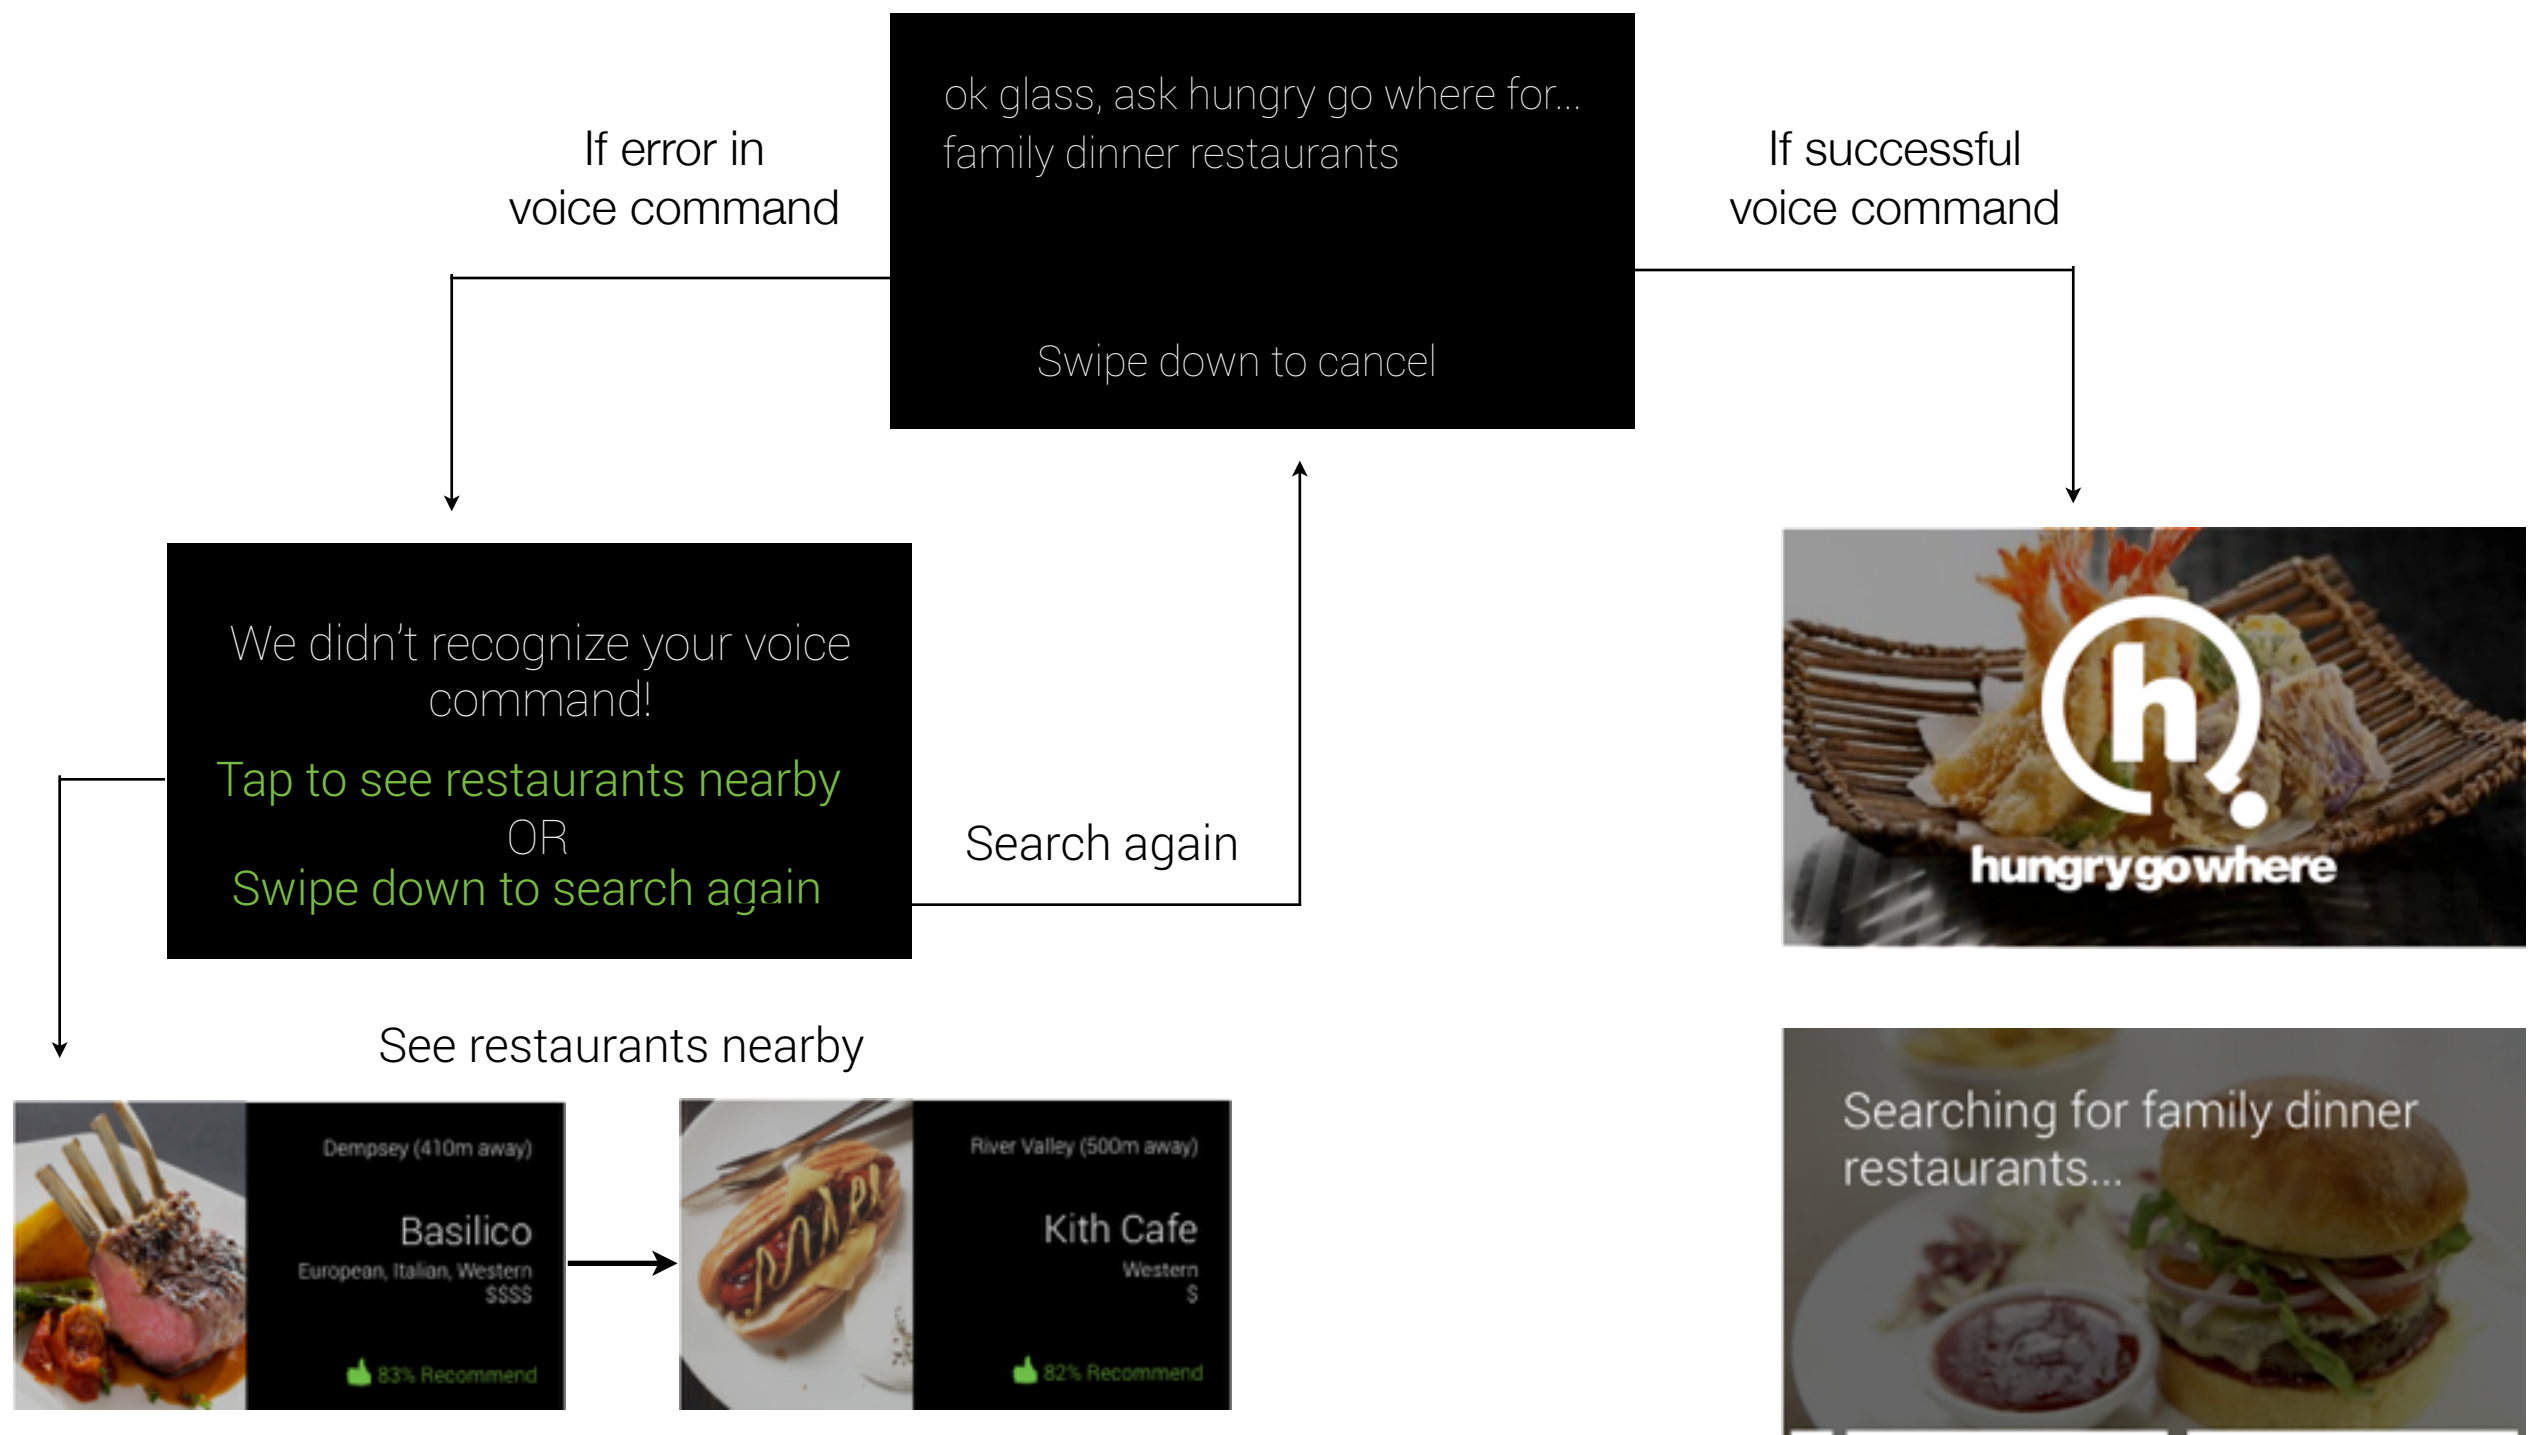 ok glass, ask hungry go where for...
family dinner restaurants
Swipe down to cancel
If error in
voice command
If successful
voice command
We didn't recognize your voice
command!
Tap to see restaurants nearby
OR
Swipe down to search again
Search again
h
hungrygowhere
See restaurants nearby
Dempsey (410m away)
Basilico
European, Italian, Western
$$$$
83% Recommend
River Valley (500m away)
Kith Cafe
Western
$
82% Recommend
Searching for family dinner
restaurants...